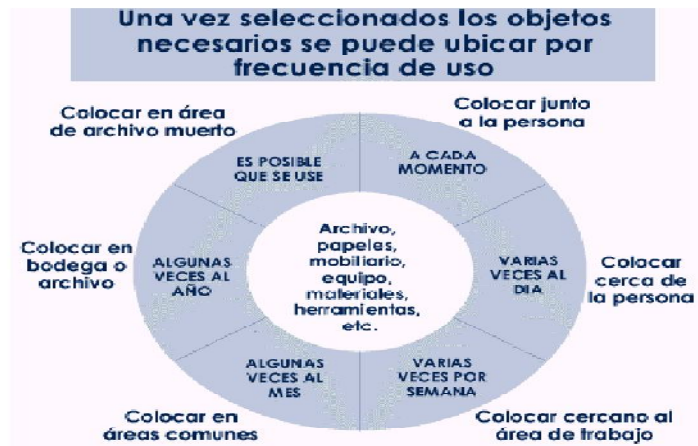 Una vez seleccionados los objetos
necesarios se puede ubicar por
frecuencia de uso
Colocar en área
de archivo muerto
Colocar junto
a la persona
ES POSIBLE
QUE SE USE
A CADA
MOMENTO
Colocar en
bodega o
archivo
ALGUNAS
VECES AL
AÑO
Archivo,
papeles,
mobiliario,
equipo,
materiales,
herramientas,
etc.
VARIAS
VECES AL
DIA
Colocar
cerca de
la persona
ALGUNAS
VECES AL
MES
VARIAS
VECES POR
SEMANA
Colocar en
áreas comunes
Colocar cercano al
área de trabajo